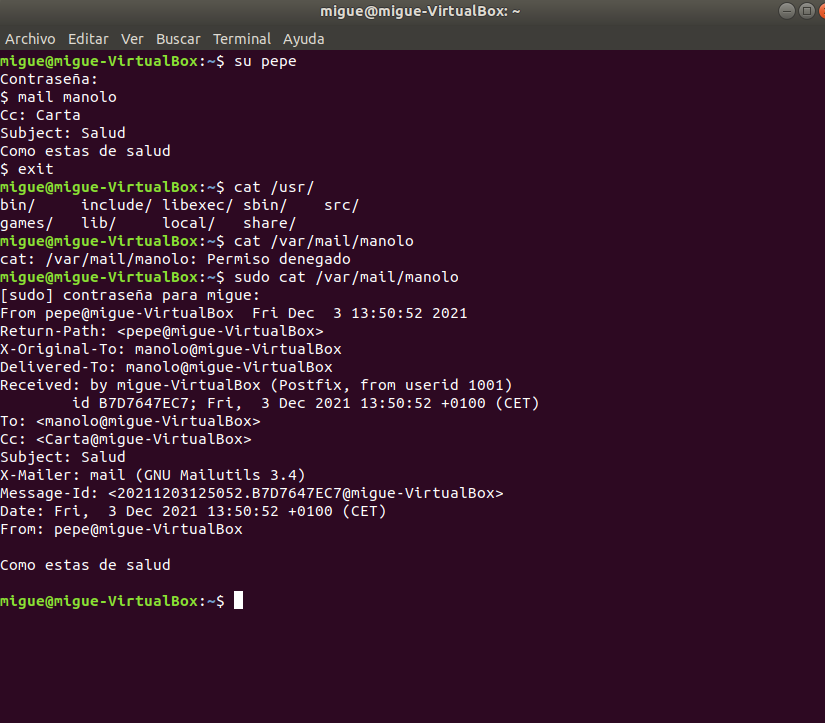 migue@migue-VirtualBox: ~
Archivo Editar Ver Buscar Terminal Ayuda
migue@migue-VirtualBox:~$ su pepe
Contraseña:
$ mail manolo
Cc: Carta
Subject: Salud
Como estas de salud
$ exit
migue@migue-VirtualBox:~$ cat /usr/
bin/     include/ libexec/ sbin/    src/
games/   lib/     local/   share/
migue@migue-VirtualBox:~$ cat /var/mail/manolo
cat: /var/mail/manolo: Permiso denegado
migue@migue-VirtualBox:~$ sudo cat /var/mail/manolo
[sudo] contraseña para migue:
From pepe@migue-VirtualBox  Fri Dec  3 13:50:52 2021
Return-Path: <pepe@migue-VirtualBox>
X-Original-To: manolo@migue-VirtualBox
Delivered-To: manolo@migue-VirtualBox
Received: by migue-VirtualBox (Postfix, from userid 1001)
        id B7D7647EC7; Fri,  3 Dec 2021 13:50:52 +0100 (CET)
To: <manolo@migue-VirtualBox>
Cc: <Carta@migue-VirtualBox>
Subject: Salud
X-Mailer: mail (GNU Mailutils 3.4)
Message-Id: <20211203125052.B7D7647EC7@migue-VirtualBox>
Date: Fri,  3 Dec 2021 13:50:52 +0100 (CET)
From: pepe@migue-VirtualBox

Como estas de salud

migue@migue-VirtualBox:~$